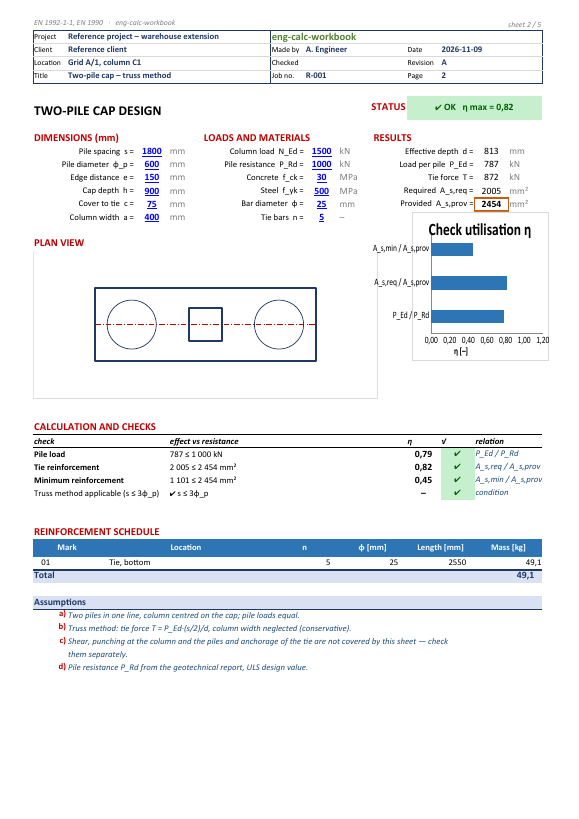 EN 1992-1-1, EN 1990 · eng-calc-workbook
sheet 2 / 5
Project Reference project – warehouse extension eng-calc-workbook
Client Reference client Made by A. Engineer Date 2026-11-09
Location Grid A/1, column C1 Checked Revision A
Title Two-pile cap – truss method Job no. R-001 Page 2
TWO-PILE CAP DESIGN
STATUS ✔ OK η max = 0,82
DIMENSIONS (mm) LOADS AND MATERIALS RESULTS
Pile spacing s = 1800 mm Column load N_Ed = 1500 kN Effective depth d = 813 mm
Pile diameter ϕ_p = 600 mm Pile resistance P_Rd = 1000 kN Load per pile P_Ed = 787 kN
Edge distance e = 150 mm Concrete f_ck = 30 MPa Tie force T = 872 kN
Cap depth h = 900 mm Steel f_yk = 500 MPa Required A_s,req = 2005 mm²
Cover to tie c = 75 mm Bar diameter ϕ = 25 mm Provided A_s,prov = 2454 mm²
Column width a = 400 mm Tie bars n = 5 –
PLAN VIEW
Check utilisation η
A_s,min / A_s,prov
A_s,req / A_s,prov
P_Ed / P_Rd
0,00 0,20 0,40 0,60 0,80 1,00 1,20
η [–]
CALCULATION AND CHECKS
check effect vs resistance η √ relation
Pile load 787 ≤ 1 000 kN 0,79 ✔ P_Ed / P_Rd
Tie reinforcement 2 005 ≤ 2 454 mm² 0,82 ✔ A_s,req / A_s,prov
Minimum reinforcement 1 101 ≤ 2 454 mm² 0,45 ✔ A_s,min / A_s,prov
Truss method applicable (s ≤ 3ϕ_p) ✔ s ≤ 3ϕ_p – ✔ condition
REINFORCEMENT SCHEDULE
Mark Location n ϕ [mm] Length [mm] Mass [kg]
01 Tie, bottom 5 25 2550 49,1
Total 49,1
Assumptions
a) Two piles in one line, column centred on the cap; pile loads equal.
b) Truss method: tie force T = P_Ed·(s/2)/d, column width neglected (conservative).
c) Shear, punching at the column and the piles and anchorage of the tie are not covered by this sheet — check
them separately.
d) Pile resistance P_Rd from the geotechnical report, ULS design value.